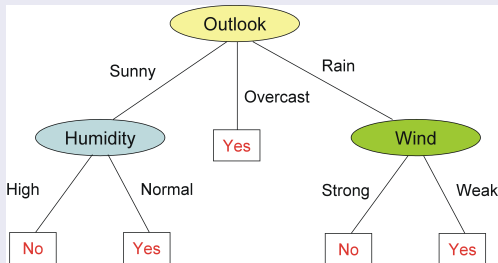 Outlook
Sunny
Rain
Overcast
Humidity
Yes
Wind
High
Normal
Strong
Weak
No
Yes
No
Yes